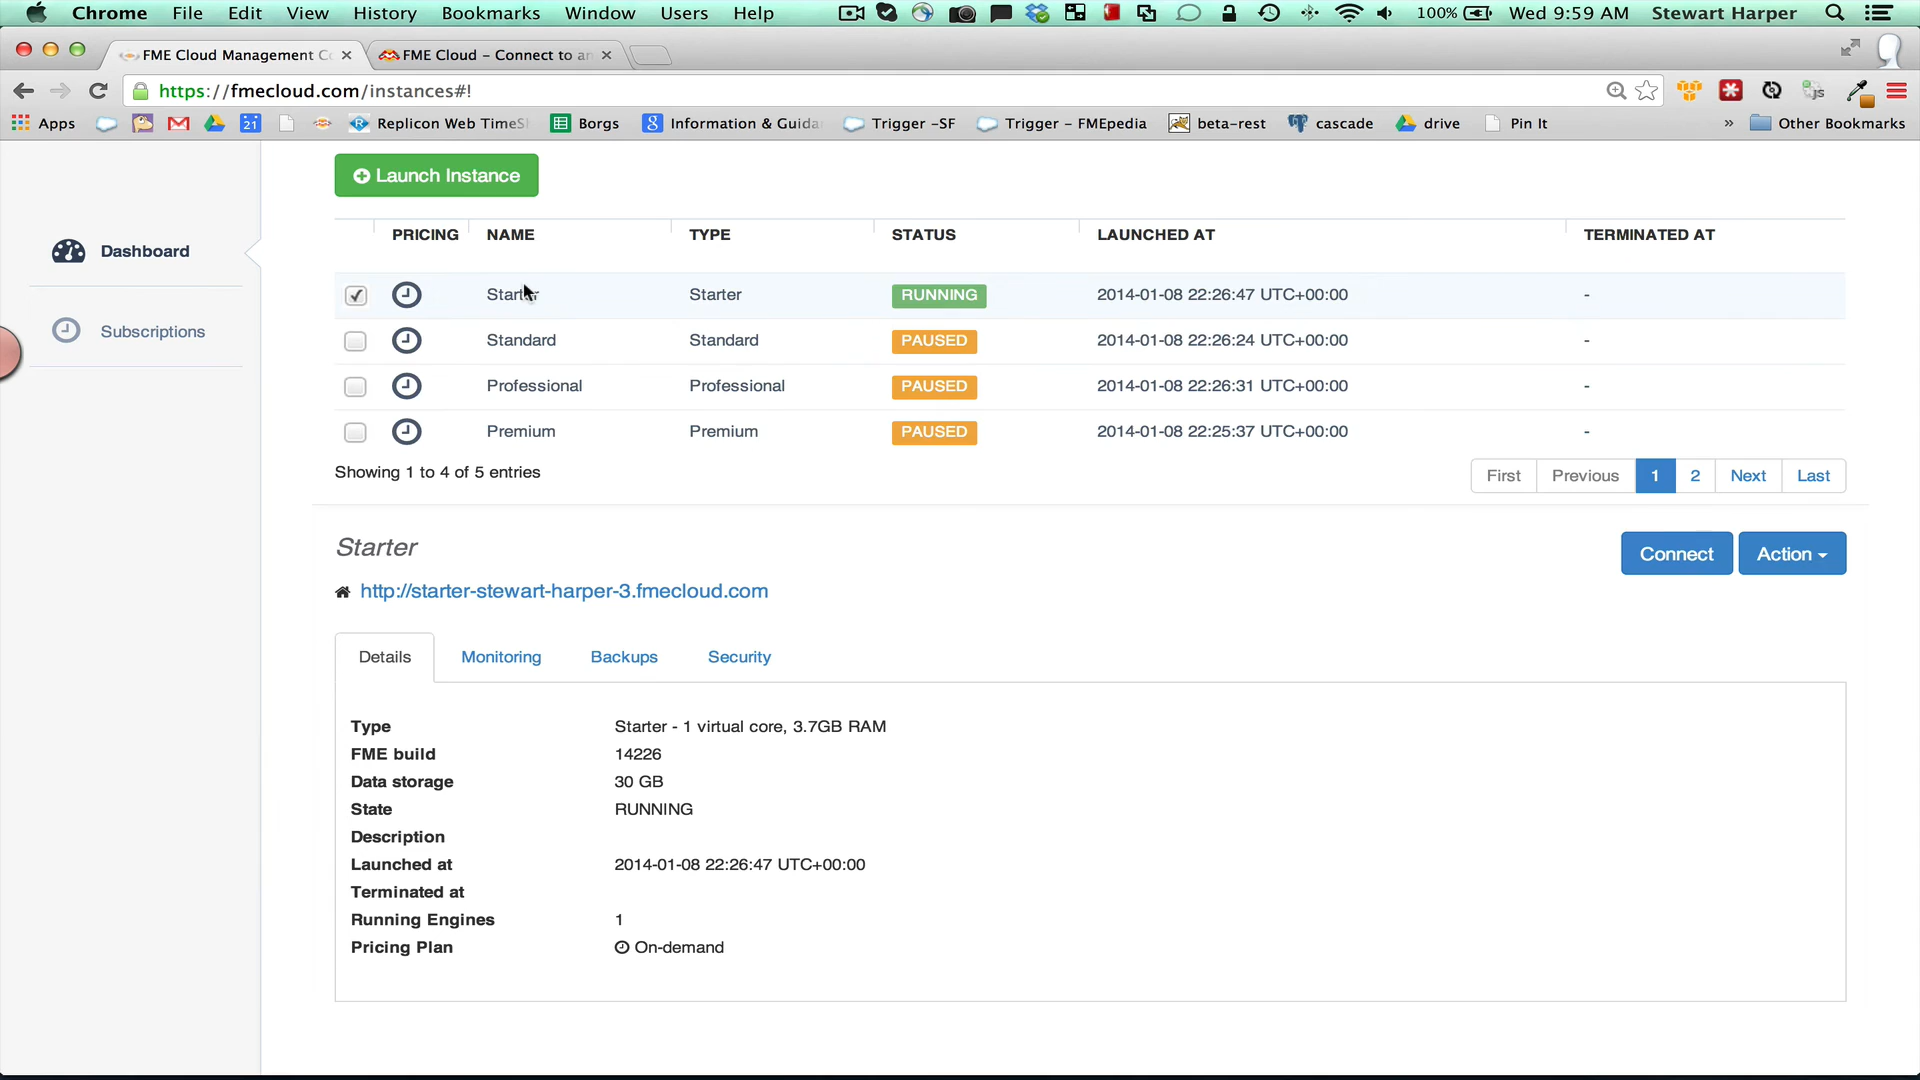 Chrome File Edit View History Bookmarks Window Users Help 100% Wed 9:59 AM Stewart Harper
FME Cloud Management Co FME Cloud – Connect to an
https://fmecloud.com/instances#!
Apps 21 Replicon Web TimeSh Borgs Information & Guida Trigger -SF Trigger – FMEpedia beta-rest cascade drive Pin It » Other Bookmarks
Launch Instance
PRICING NAME TYPE STATUS LAUNCHED AT TERMINATED AT
Dashboard
Starter Starter RUNNING 2014-01-08 22:26:47 UTC+00:00 -
Subscriptions
Standard Standard PAUSED 2014-01-08 22:26:24 UTC+00:00 -
Professional Professional PAUSED 2014-01-08 22:26:31 UTC+00:00 -
Premium Premium PAUSED 2014-01-08 22:25:37 UTC+00:00 -
Showing 1 to 4 of 5 entries First Previous 1 2 Next Last
Starter Connect Action
http://starter-stewart-harper-3.fmecloud.com
Details Monitoring Backups Security
Type Starter - 1 virtual core, 3.7GB RAM
FME build 14226
Data storage 30 GB
State RUNNING
Description
Launched at 2014-01-08 22:26:47 UTC+00:00
Terminated at
Running Engines 1
Pricing Plan On-demand